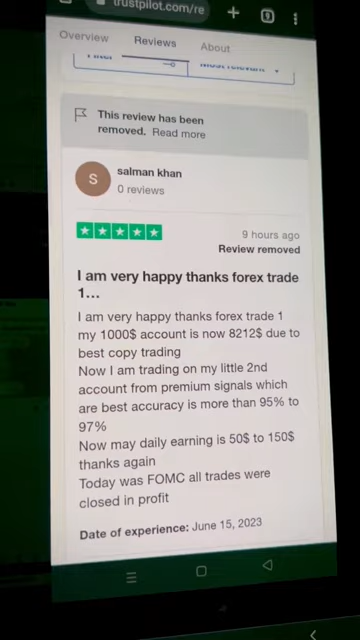 trustpilot.com/re
9
Overview
Reviews
About
This review has been
removed. Read more
S
salman khan
0 reviews
9 hours ago
Review removed
I am very happy thanks forex trade
1...
I am very happy thanks forex trade 1
my 1000$ account is now 8212$ due to
best copy trading
Now I am trading on my little 2nd
account from premium signals which
are best accuracy is more than 95% to
97%
Now may daily earning is 50$ to 150$
thanks again
Today was FOMC all trades were
closed in profit
Date of experience: June 15, 2023